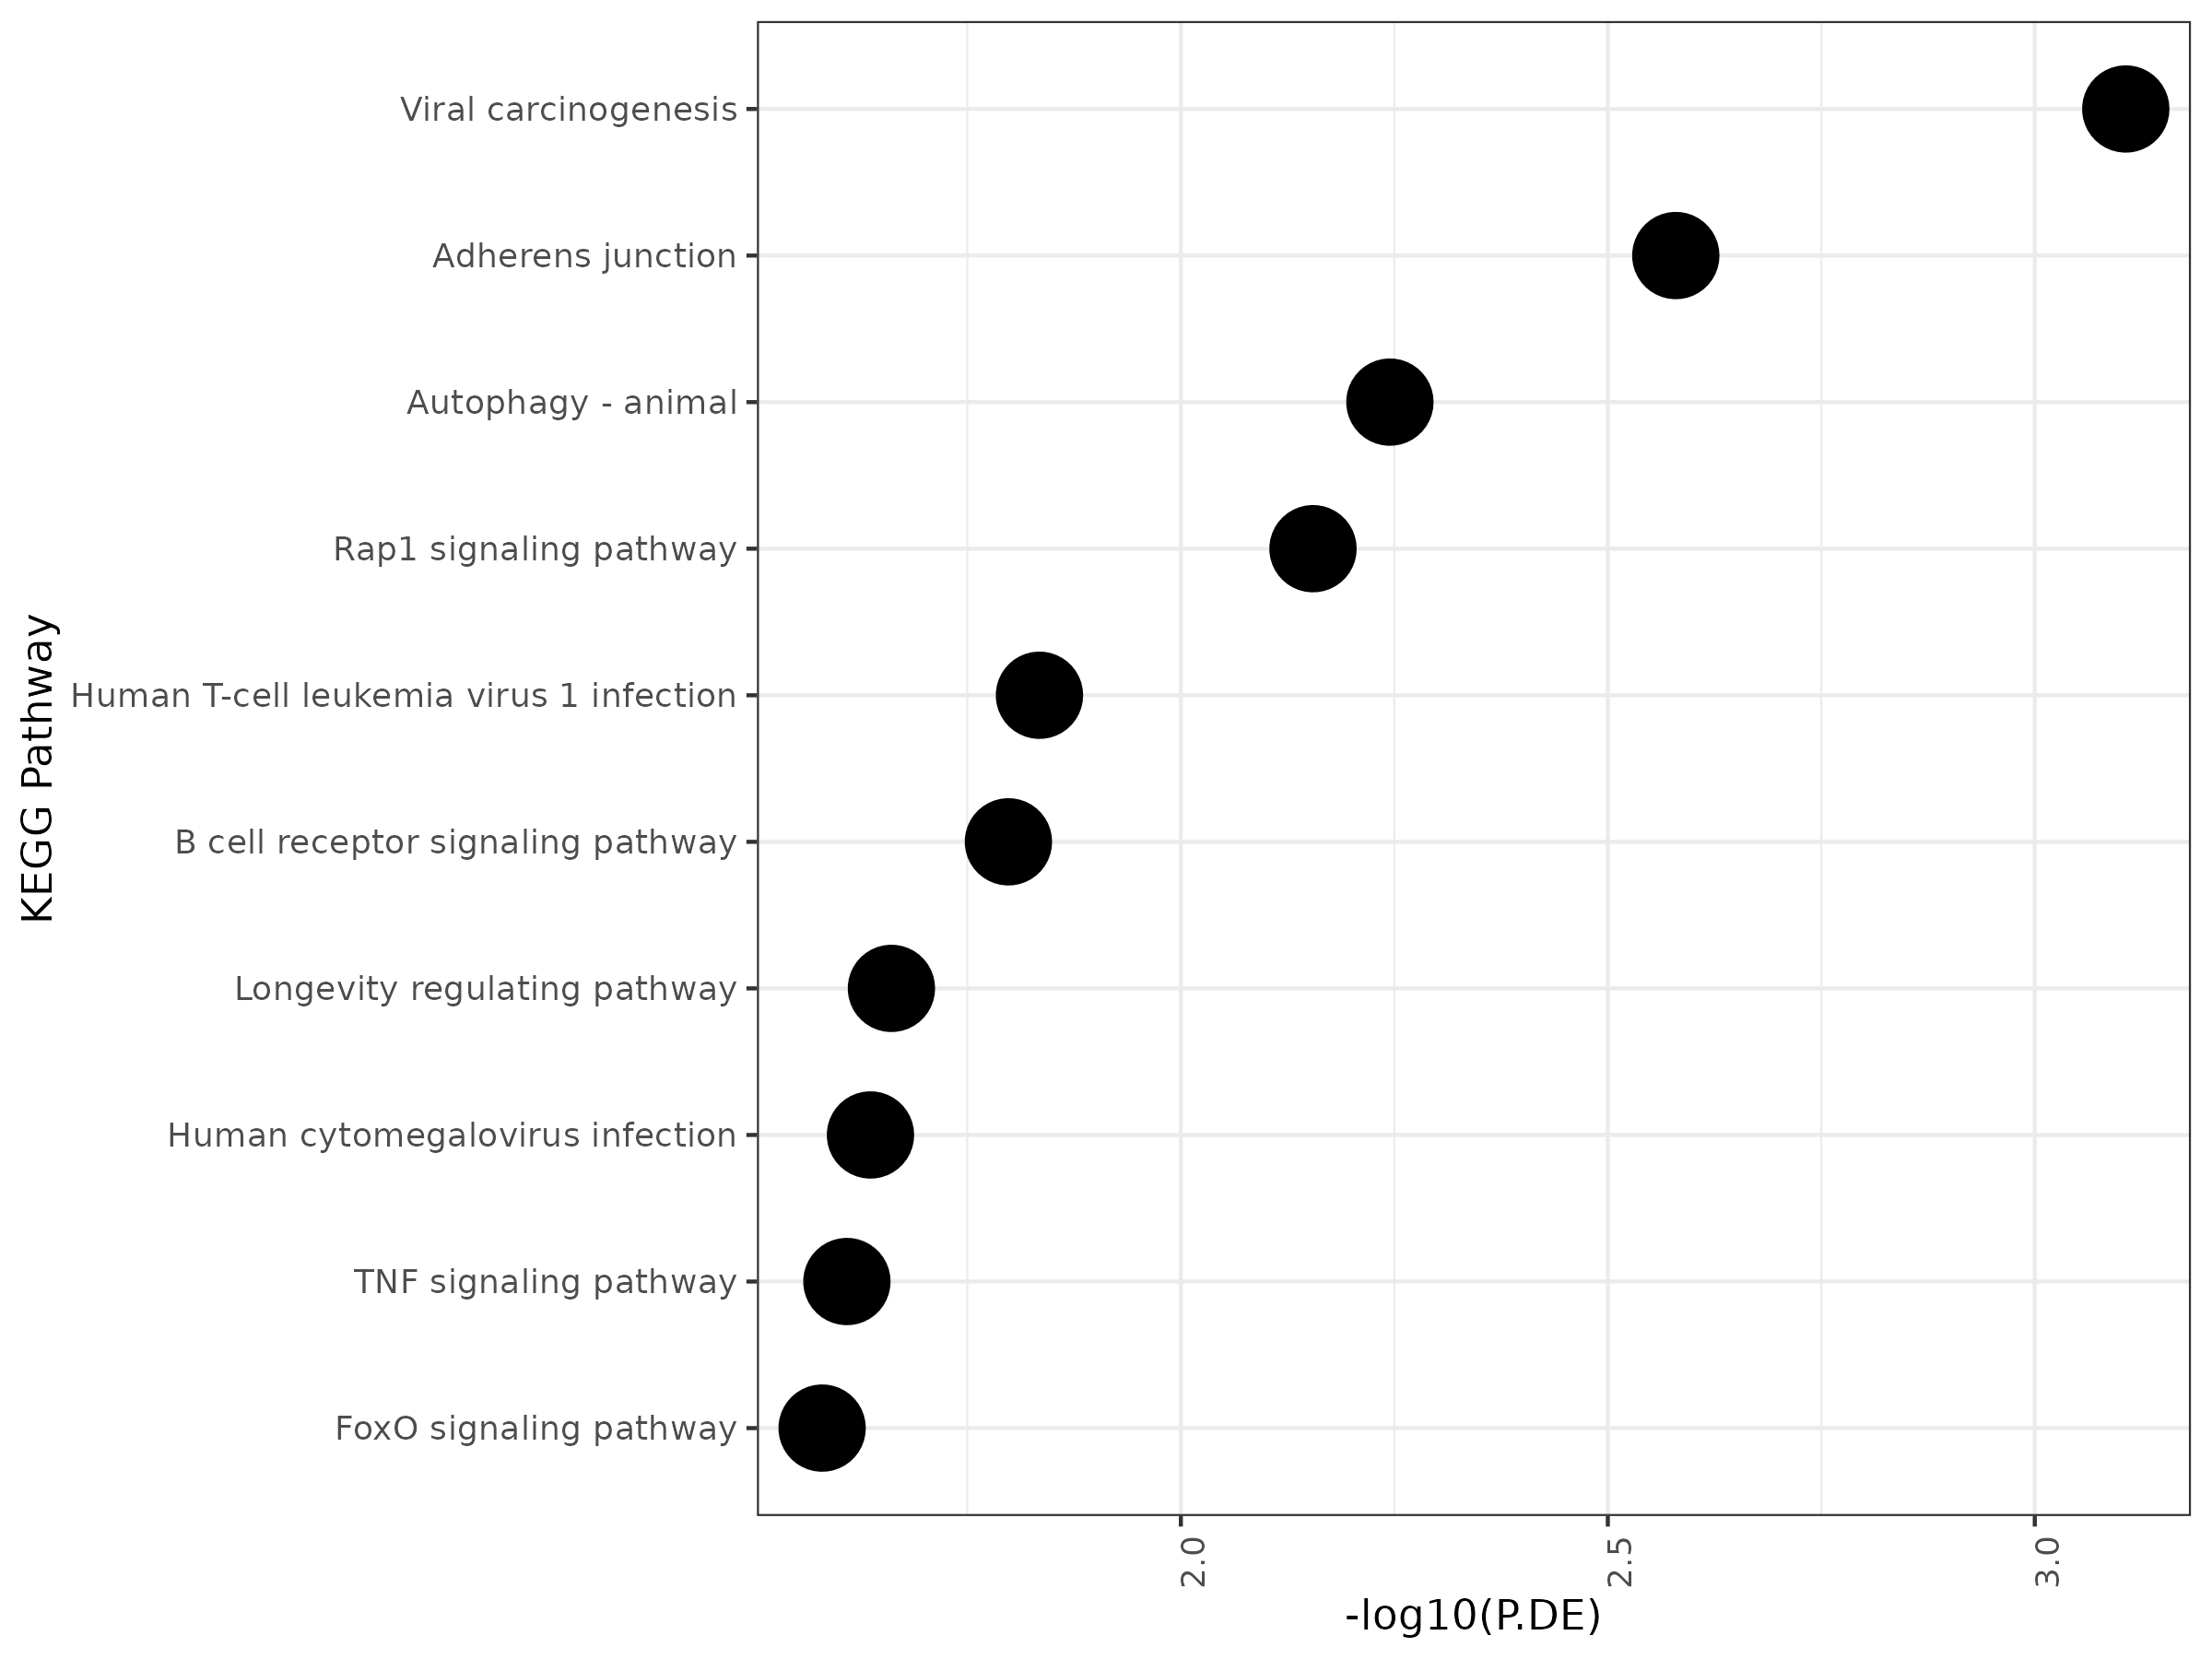 KEGG Pathway
Viral carcinogenesis
Adherens junction
Autophagy - animal
Rap1 signaling pathway
Human T-cell leukemia virus 1 infection
B cell receptor signaling pathway
Longevity regulating pathway
Human cytomegalovirus infection
TNF signaling pathway
FoxO signaling pathway
2.0
2.5
3.0
-log10(P.DE)